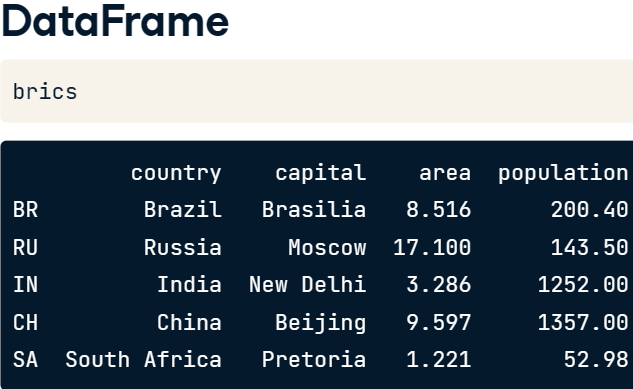 DataFrame
brics
country capital area population
BR Brazil Brasilia 8.516 200.40
RU Russia Moscow 17.100 143.50
IN India New Delhi 3.286 1252.00
CH China Beijing 9.597 1357.00
SA South Africa Pretoria 1.221 52.98